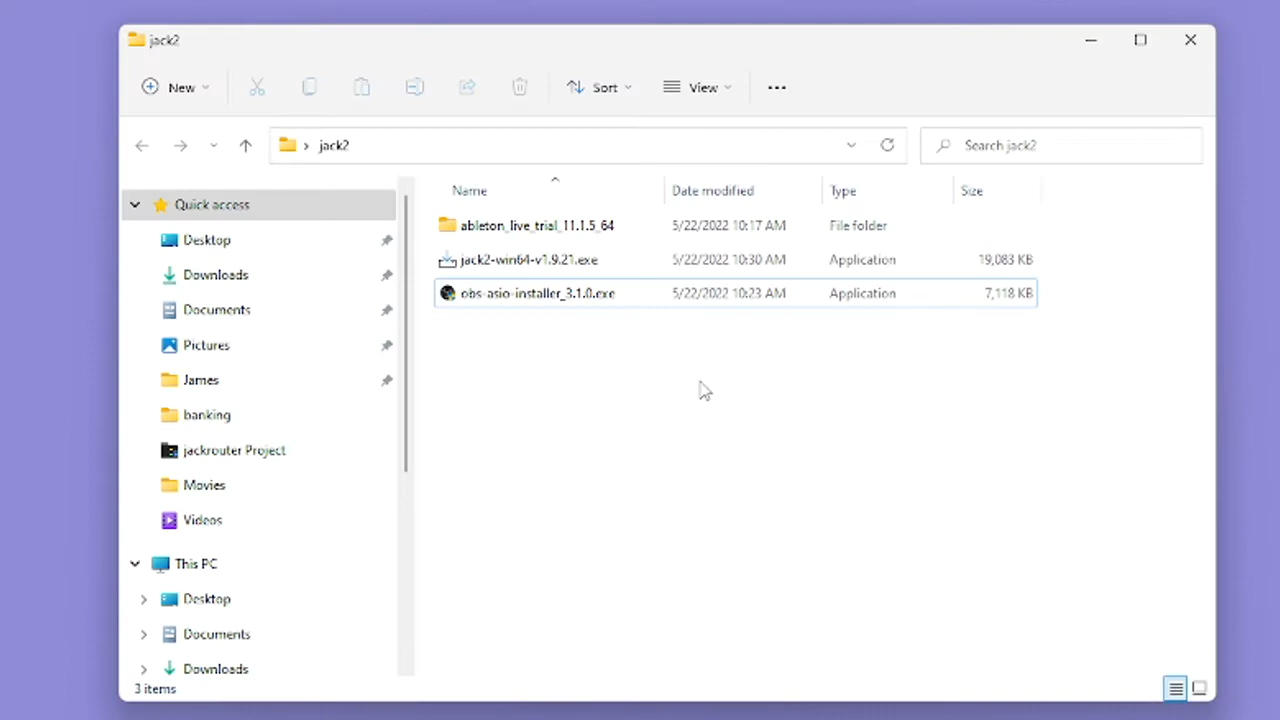 jack2
New Sort View
jack2 Search jack2
Name Date modified Type Size
Quick access
Desktop
Downloads
Documents
Pictures
James
banking
jackrouter Project
Movies
Videos
This PC
Desktop
Documents
Downloads
ableton_live_trial_11.1.5_64 5/22/2022 10:17 AM File folder
jack2-win64-v1.9.21.exe 5/22/2022 10:30 AM Application 19,083 KB
obs-asio-installer_3.1.0.exe 5/22/2022 10:23 AM Application 7,118 KB
3 items